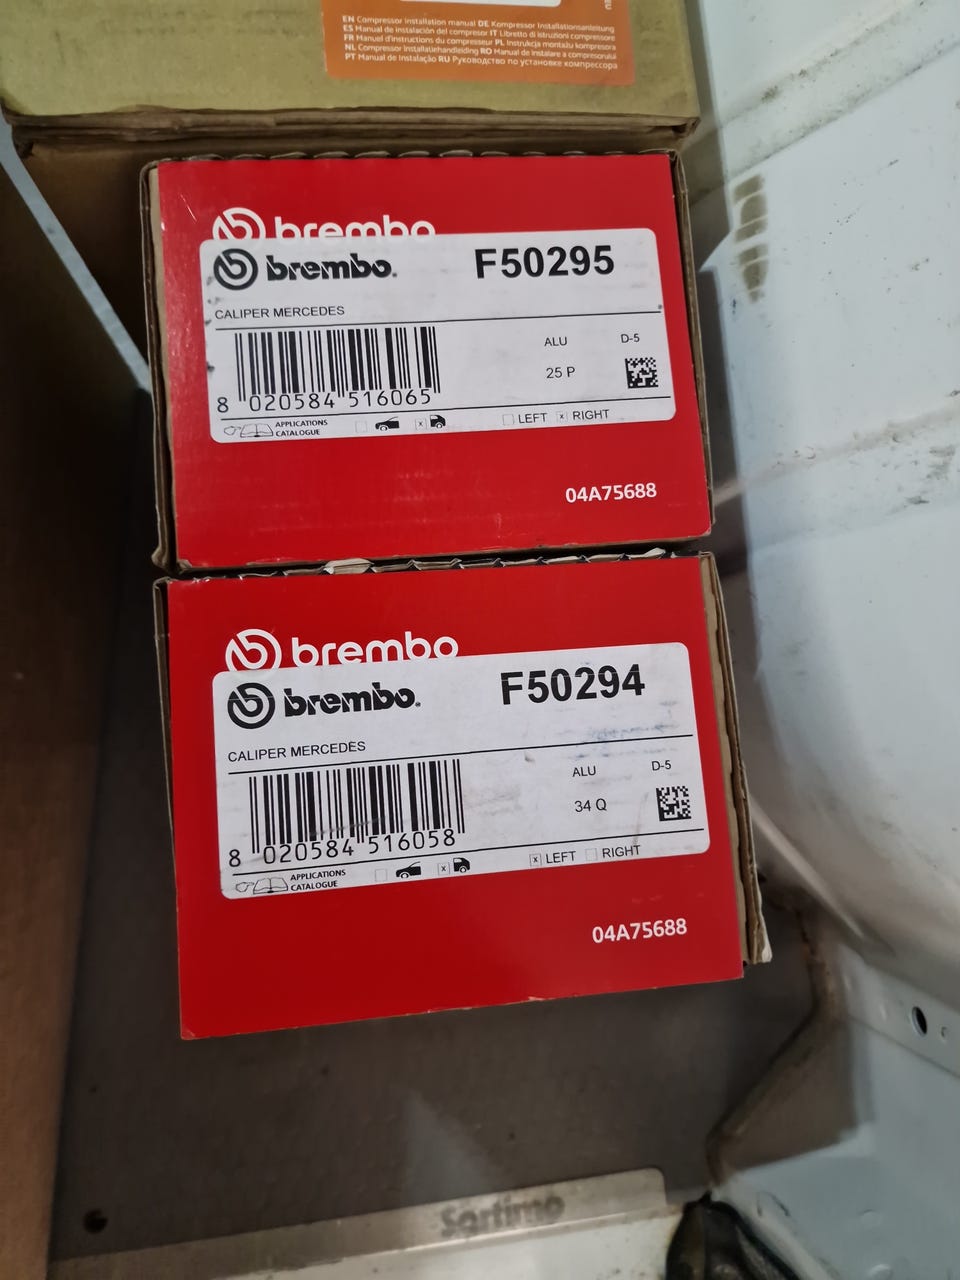 EN Compressor installation manual DE Kompressor Installationsanleitung
ES Manual de instalación del compresor IT Libretto di istruzioni compressore
FR Manuel d'instructions du compresseur PL Instrukcja montażu kompresora
NL Compressor Installatiehandleiding RO Manual de instalare a compresorului
PT Manual de Instalação RU Руководство по установке компрессора
brembo
brembo. F50295
CALIPER MERCEDES
ALU D-5
25 P
8 020584 516065
APPLICATIONS CATALOGUE x LEFT x RIGHT
04A75688
brembo
brembo. F50294
CALIPER MERCEDES
ALU D-5
34 Q
8 020584 516058
APPLICATIONS CATALOGUE x x LEFT RIGHT
04A75688
Sortimo